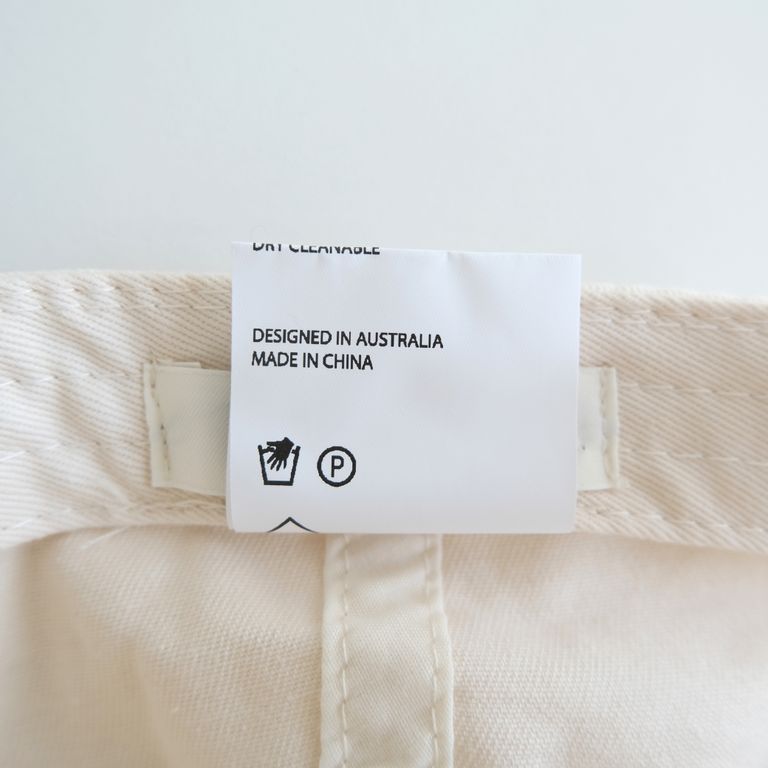 DRY CLEANABLE
DESIGNED IN AUSTRALIA
MADE IN CHINA
P